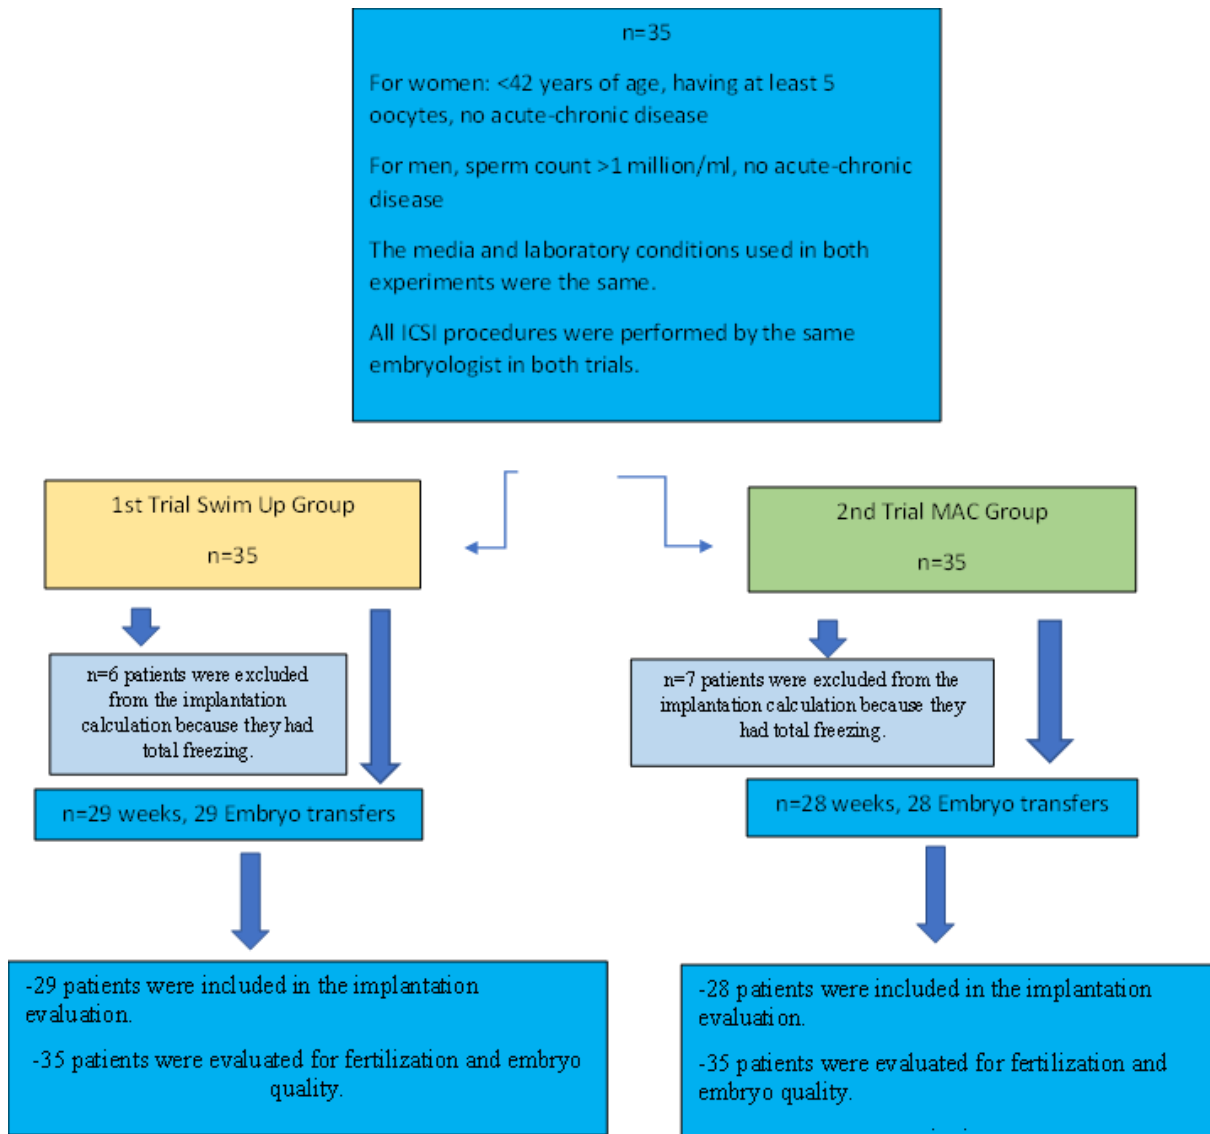 n=35
For women: <42 years of age, having at least 5
oocytes, no acute-chronic disease
For men, sperm count >1 million/ml, no acute-chronic
disease
The media and laboratory conditions used in both
experiments were the same.
All ICSI procedures were performed by the same
embryologist in both trials.
1st Trial Swim Up Group
n=35
2nd Trial MAC Group
n=35
n=6 patients were excluded
from the implantation
calculation because they had
total freezing.
n=7 patients were excluded from the
implantation calculation because they
had total freezing.
n=29 weeks, 29 Embryo transfers
n=28 weeks, 28 Embryo transfers
-29 patients were included in the implantation
evaluation.
-35 patients were evaluated for fertilization and embryo
quality.
-28 patients were included in the implantation
evaluation.
-35 patients were evaluated for fertilization and
embryo quality.